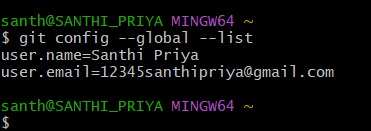 santh@SANTHI_PRIYA MINGW64 ~
$ git config --global --list
user.name=Santhi Priya
user.email=12345santhipriya@gmail.com
santh@SANTHI_PRIYA MINGW64 ~
$